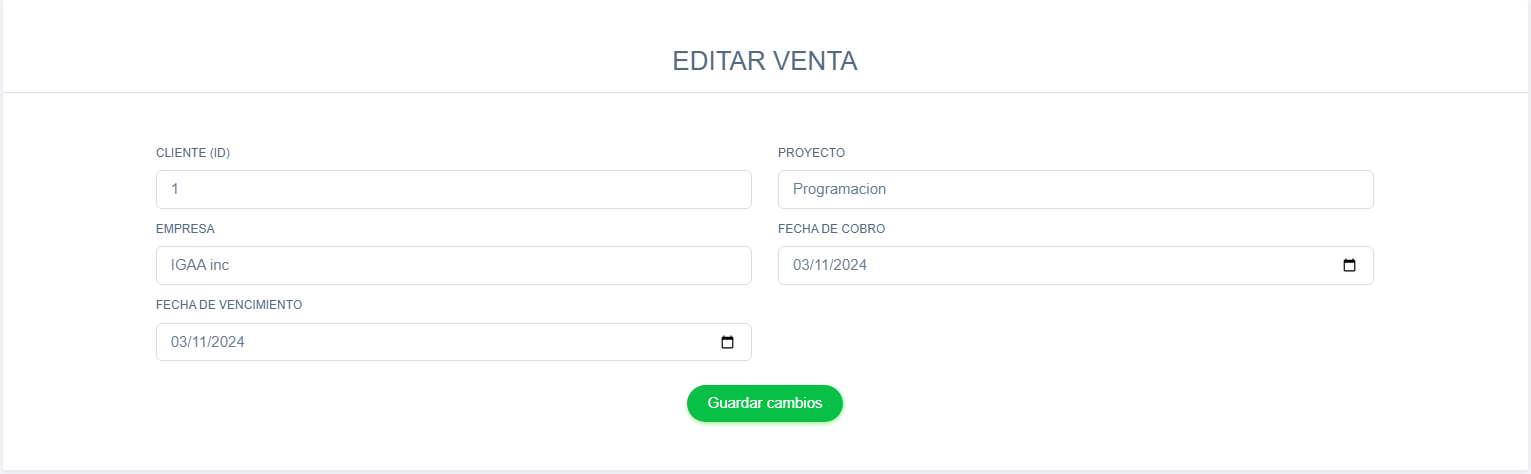 EDITAR VENTA
CLIENTE (ID)
PROYECTO
1
Programacion
EMPRESA
FECHA DE COBRO
IGAA inc
03/11/2024
FECHA DE VENCIMIENTO
03/11/2024
Guardar cambios